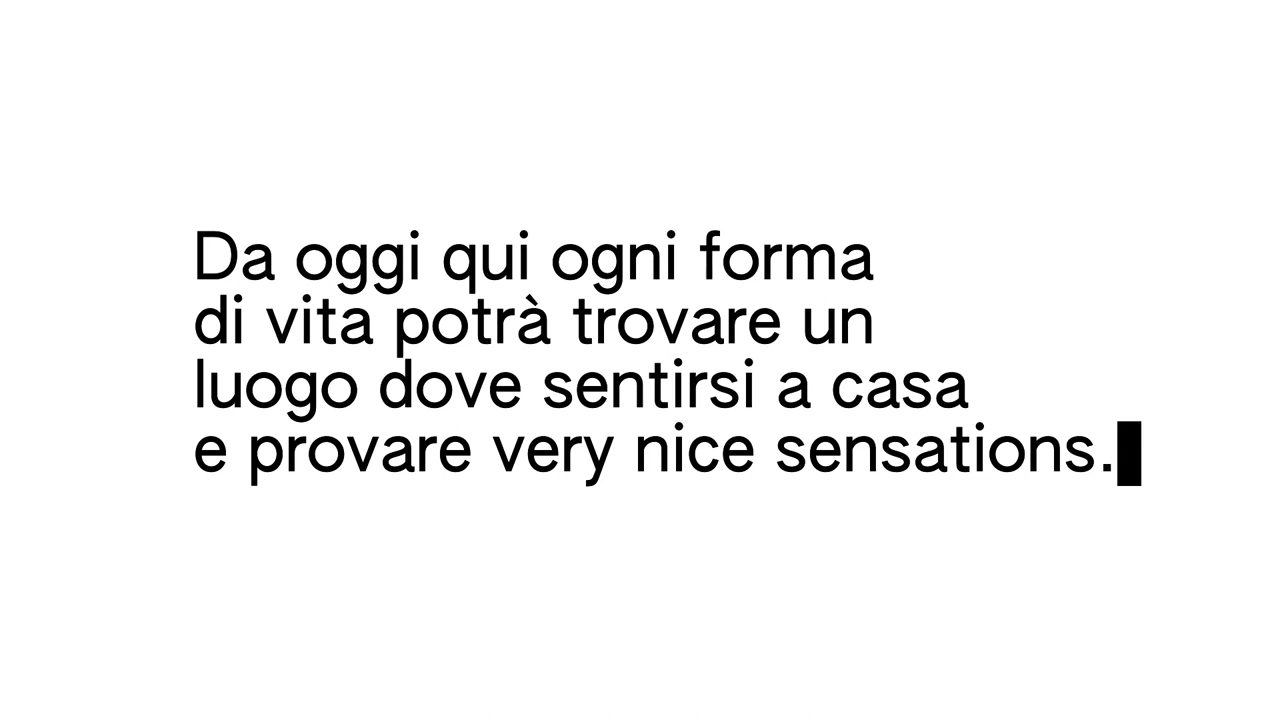 Da oggi qui ogni forma
di vita potrà trovare un
luogo dove sentirsi a casa
e provare very nice sensations.